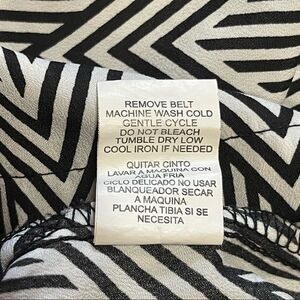 REMOVE BELT
MACHINE WASH COLD
GENTLE CYCLE
DO NOT BLEACH
TUMBLE DRY LOW
COOL IRON IF NEEDED
QUITAR CINTO
LAVAR A MAQUINA CON
AGUA FRIA
CICLO DELICADO NO USAR
BLANQUEADOR SECAR
A MAQUINA
PLANCHA TIBIA SI SE
NECESITA